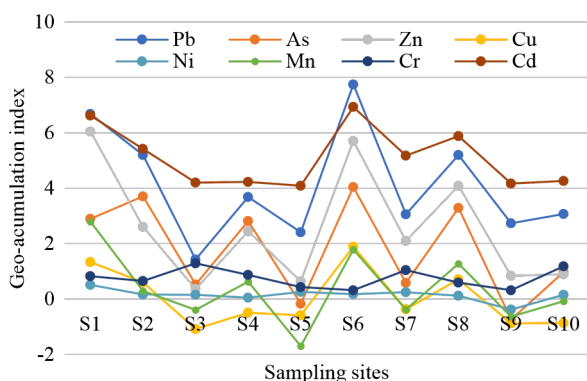 10
Pb As Zn Cu
8
Ni Mn Cr Cd
6
4
2
0
S1 S2 S3 S4 S5 S6 S7 S8 S9 S10
-2
Geo-acumulation index
Sampling sites